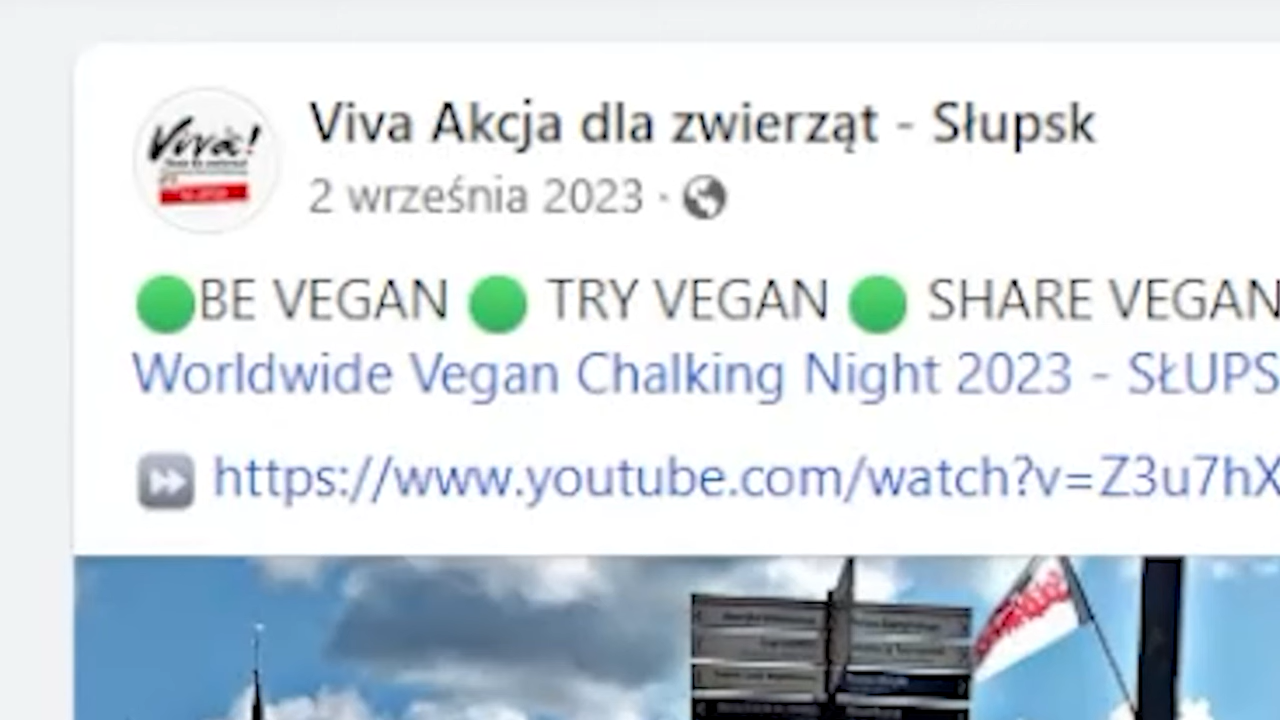 Viva!
Viva Akcja dla zwierząt - Słupsk
2 września 2023 ·
BE VEGAN TRY VEGAN SHARE VEGAN
Worldwide Vegan Chalking Night 2023 - SŁUPS
https://www.youtube.com/watch?v=Z3u7hX